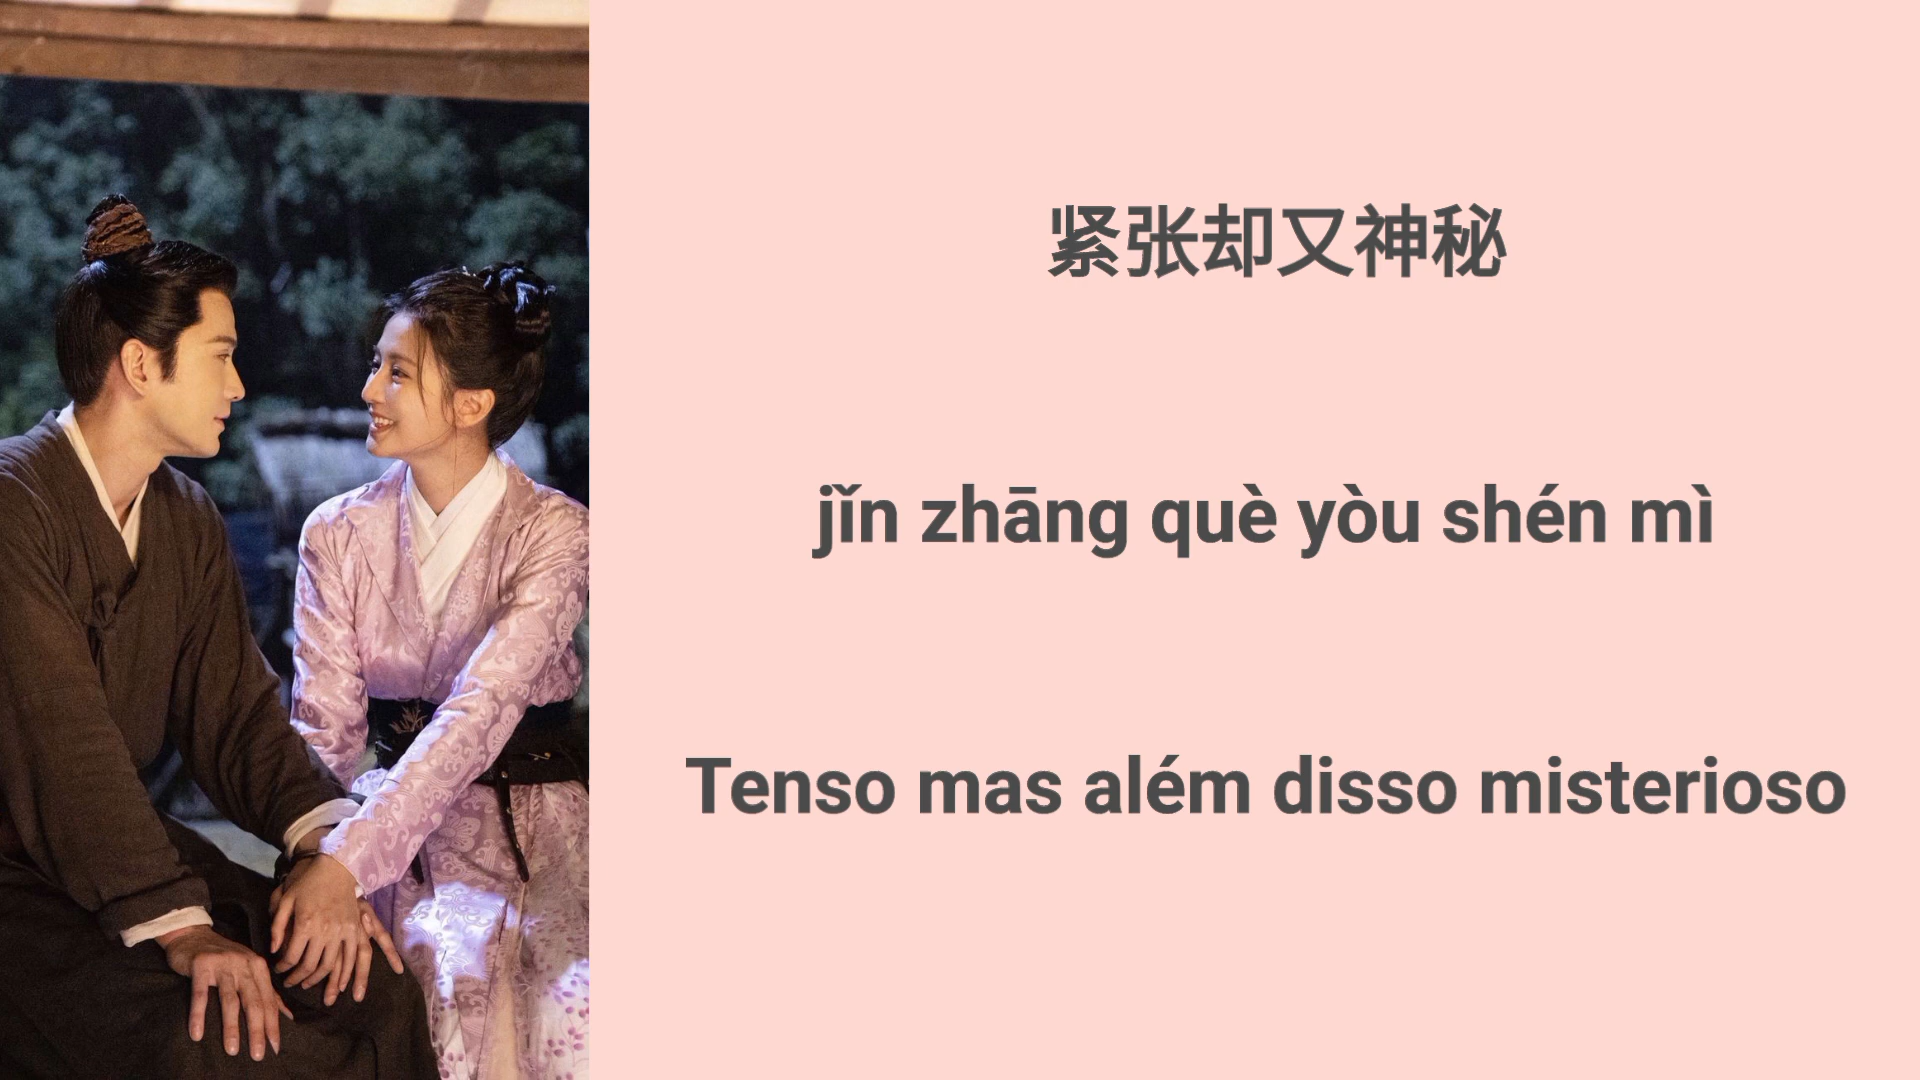 紧张却又神秘
jǐn zhāng què yòu shén mì
Tenso mas além disso misterioso